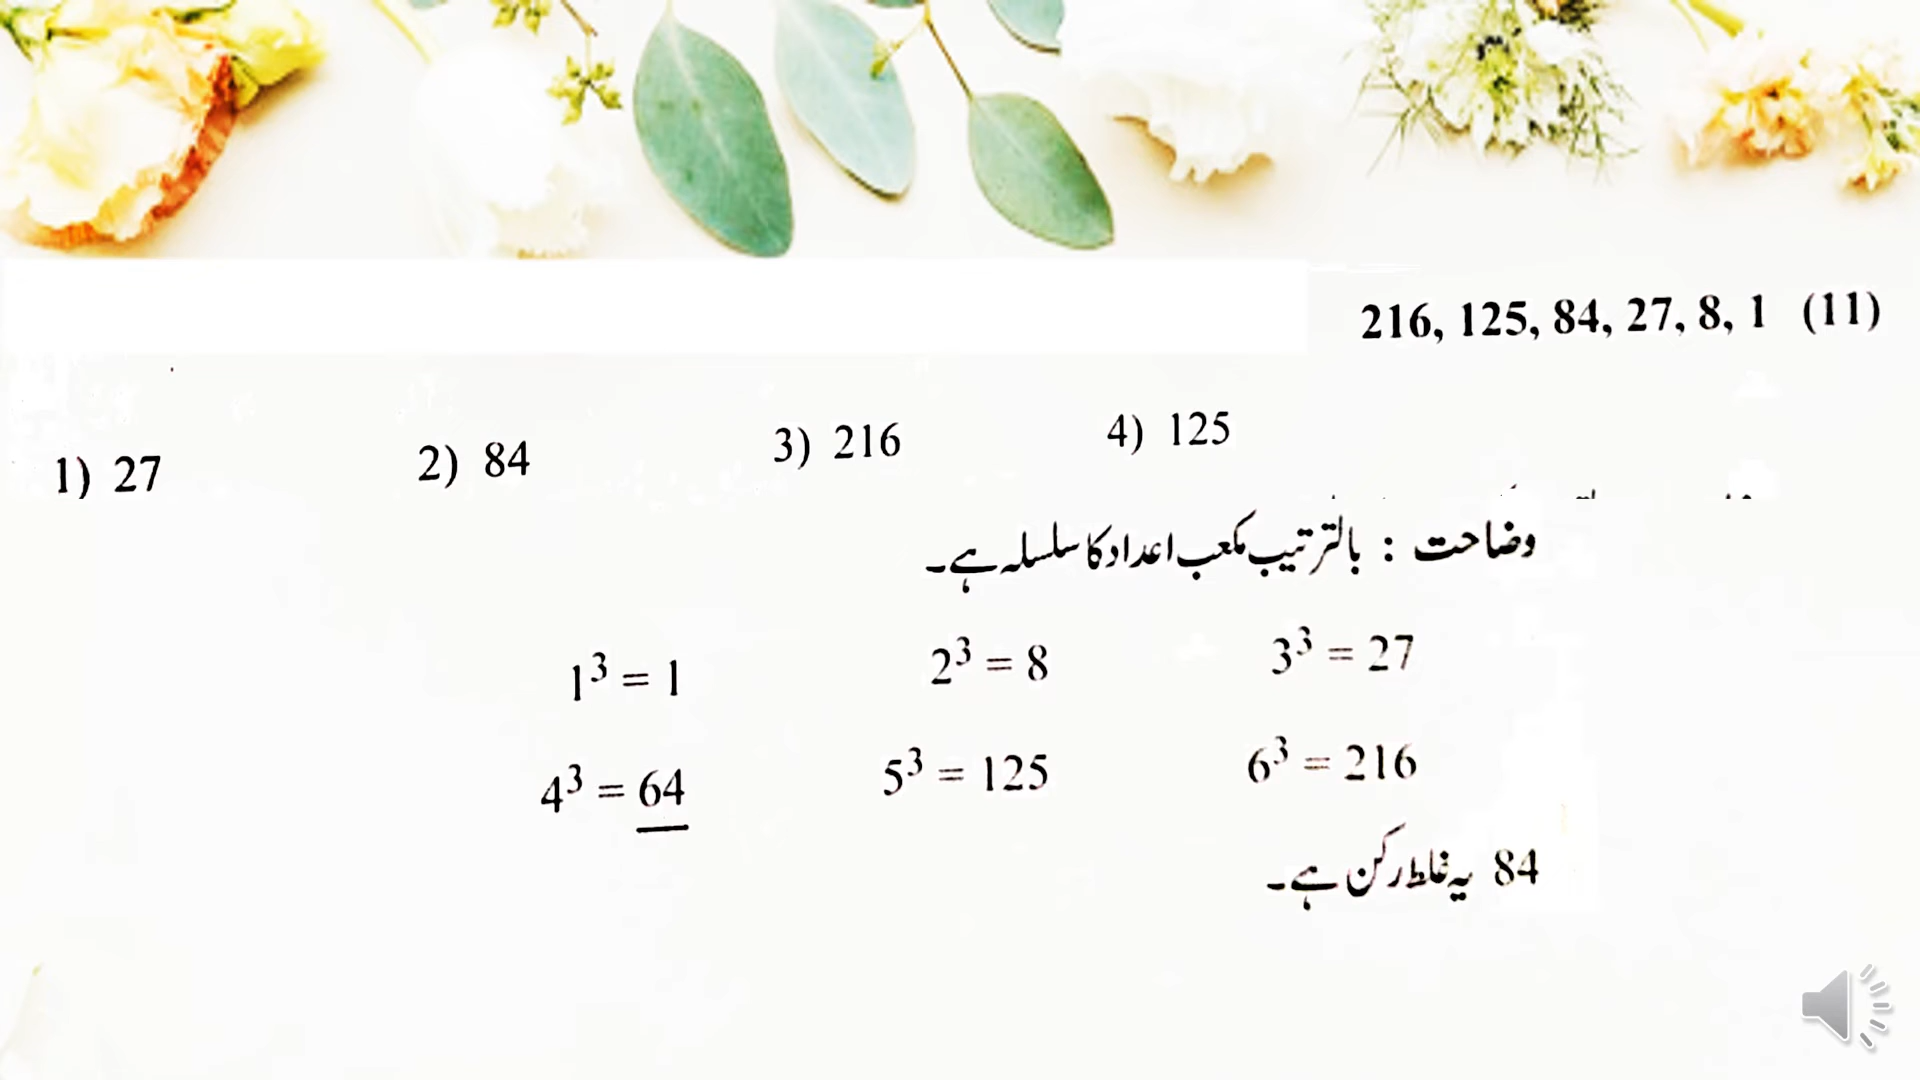 216, 125, 84, 27, 8, 1 (11)
1) 27 2) 84 3) 216 4) 125
وضاحت : بالترتیب مکعب اعداد کا سلسلہ ہے۔
1³ = 1 2³ = 8 3³ = 27
4³ = 64 5³ = 125 6³ = 216
84 یہ غلط رکن ہے۔